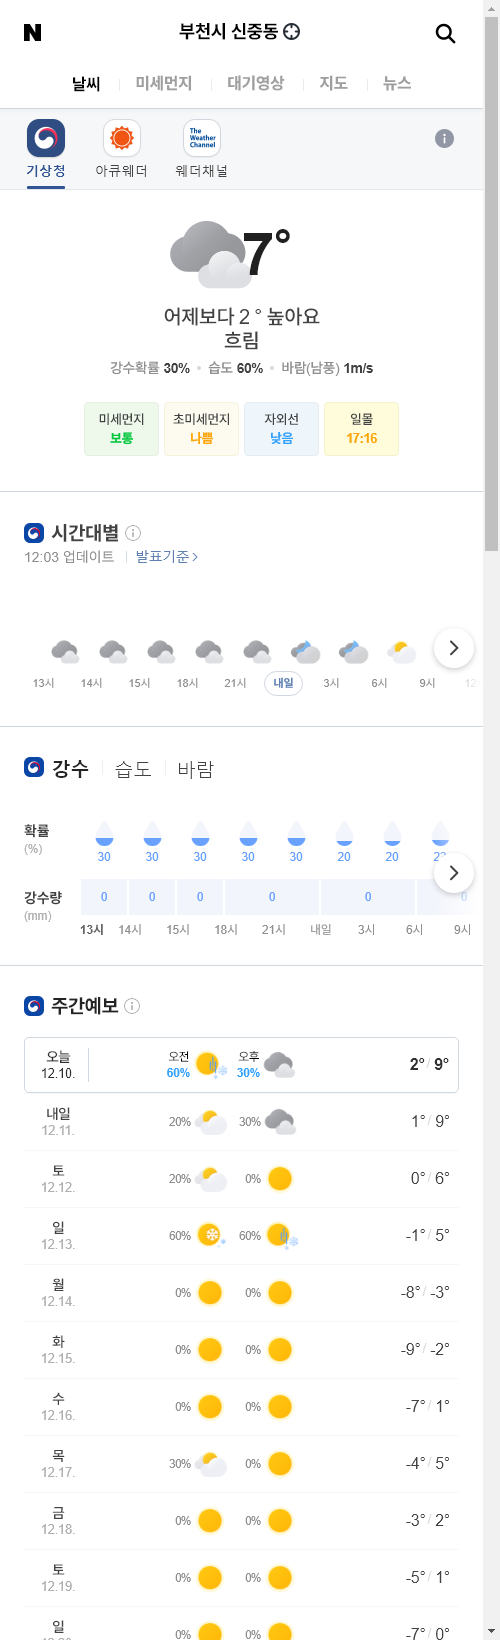 N
부천시 신중동
날씨 미세먼지 대기영상 지도 뉴스
The Weather Channel
기상청 아큐웨더 웨더채널
7°
어제보다 2 ° 높아요
흐림
강수확률 30% 습도 60% 바람(남풍) 1m/s
미세먼지 초미세먼지 자외선 일몰
보통 나쁨 낮음 17:16
시간대별
12:03 업데이트 발표기준
13시 14시 15시 18시 21시 내일 3시 6시 9시
강수 습도 바람
확률
(%)
30 30 30 30 30 20 20
강수량
(mm)
0 0 0 0 0 0
13시 14시 15시 18시 21시 내일 3시 6시 9시
주간예보
오늘 12.10. 오전 60% 오후 30% 2° / 9°
내일 12.11. 20% 30% 1° / 9°
토 12.12. 20% 0% 0° / 6°
일 12.13. 60% 60% -1° / 5°
월 12.14. 0% 0% -8° / -3°
화 12.15. 0% 0% -9° / -2°
수 12.16. 0% 0% -7° / 1°
목 12.17. 30% 0% -4° / 5°
금 12.18. 0% 0% -3° / 2°
토 12.19. 0% 0% -5° / 1°
일 0% 0% -7° / 0°